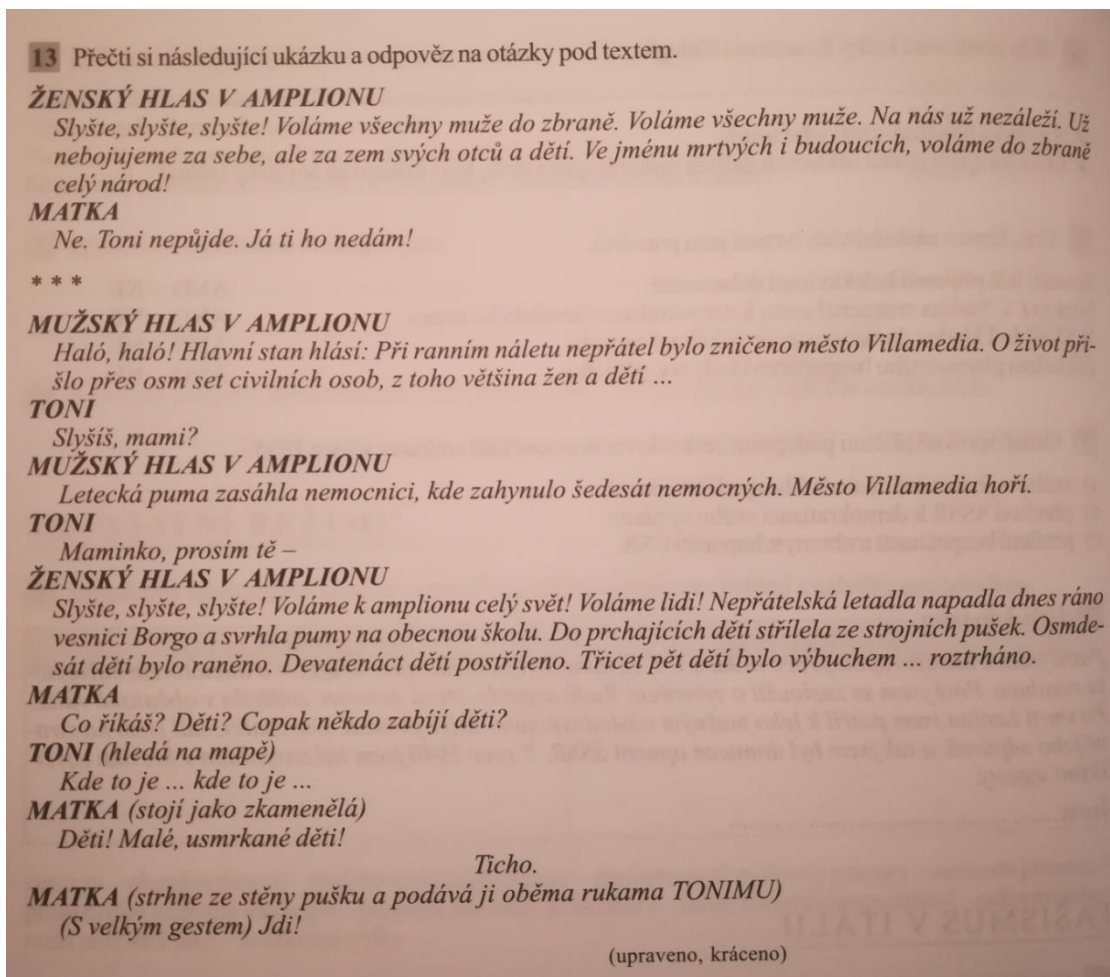 13 Přečti si následující ukázku a odpověz na otázky pod textem.
ŽENSKÝ HLAS V AMPLIONU
Slyšte, slyšte, slyšte! Voláme všechny muže do zbraně. Voláme všechny muže. Na nás už nezáleží. Už
nebojujeme za sebe, ale za zem svých otců a dětí. Ve jménu mrtvých i budoucích, voláme do zbraně
celý národ!
MATKA
Ne. Toni nepůjde. Já ti ho nedám!
* * *
MUŽSKÝ HLAS V AMPLIONU
Haló, haló! Hlavní stan hlásí: Při ranním náletu nepřátel bylo zničeno město Villamedia. O život při-
šlo přes osm set civilních osob, z toho většina žen a dětí ...
TONI
Slyšíš, mami?
MUŽSKÝ HLAS V AMPLIONU
Letecká puma zasáhla nemocnici, kde zahynulo šedesát nemocných. Město Villamedia hoří.
TONI
Maminko, prosím tě –
ŽENSKÝ HLAS V AMPLIONU
Slyšte, slyšte, slyšte! Voláme k amplionu celý svět! Voláme lidi! Nepřátelská letadla napadla dnes ráno
vesnici Borgo a svrhla pumy na obecnou školu. Do prchajících dětí střílela ze strojních pušek. Osmde-
sát dětí bylo raněno. Devatenáct dětí postříleno. Třicet pět dětí bylo výbuchem ... roztrháno.
MATKA
Co říkáš? Děti? Copak někdo zabíjí děti?
TONI (hledá na mapě)
Kde to je ... kde to je ...
MATKA (stojí jako zkamenělá)
Děti! Malé, usmrkané děti!
Ticho.
MATKA (strhne ze stěny pušku a podává ji oběma rukama TONIMU)
(S velkým gestem) Jdi!
(upraveno, kráceno)